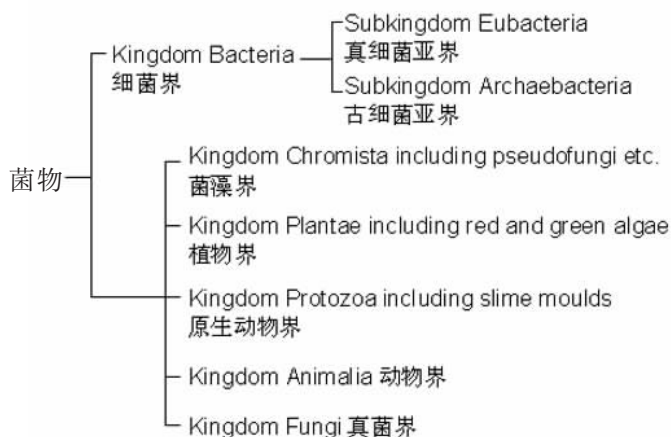 菌物
Kingdom Bacteria
细菌界
Subkingdom Eubacteria
真细菌亚界
Subkingdom Archaebacteria
古细菌亚界
Kingdom Chromista including pseudofungi etc.
菌藻界
Kingdom Plantae including red and green algae
植物界
Kingdom Protozoa including slime moulds
原生动物界
Kingdom Animalia 动物界
Kingdom Fungi 真菌界